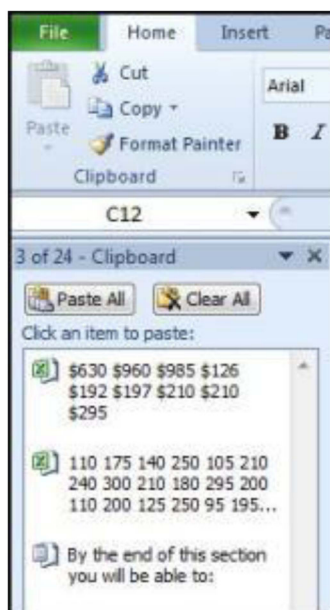 File Home Insert Pa
Cut
Copy
Paste
Format Painter
Clipboard
Arial
B I
C12
3 of 24 - Clipboard
Paste All Clear All
Click an item to paste:
$630 $960 $985 $126
$192 $197 $210 $210
$295
110 175 140 250 105 210
240 300 210 180 295 200
110 200 125 250 95 195...
By the end of this section
you will be able to: